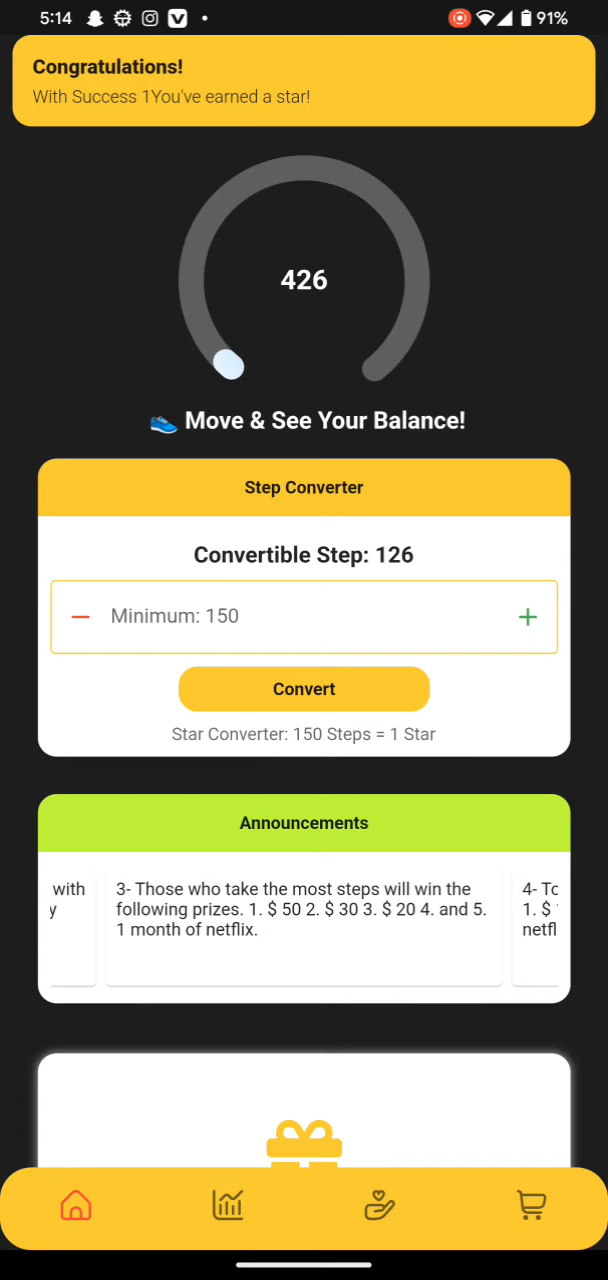 5:14
91%
Congratulations!
With Success 1You've earned a star!
426
👟 Move & See Your Balance!
Step Converter
Convertible Step: 126
− Minimum: 150 +
Convert
Star Converter: 150 Steps = 1 Star
Announcements
with
y
3- Those who take the most steps will win the
following prizes. 1. $ 50 2. $ 30 3. $ 20 4. and 5.
1 month of netflix.
4-
1. $
netfl